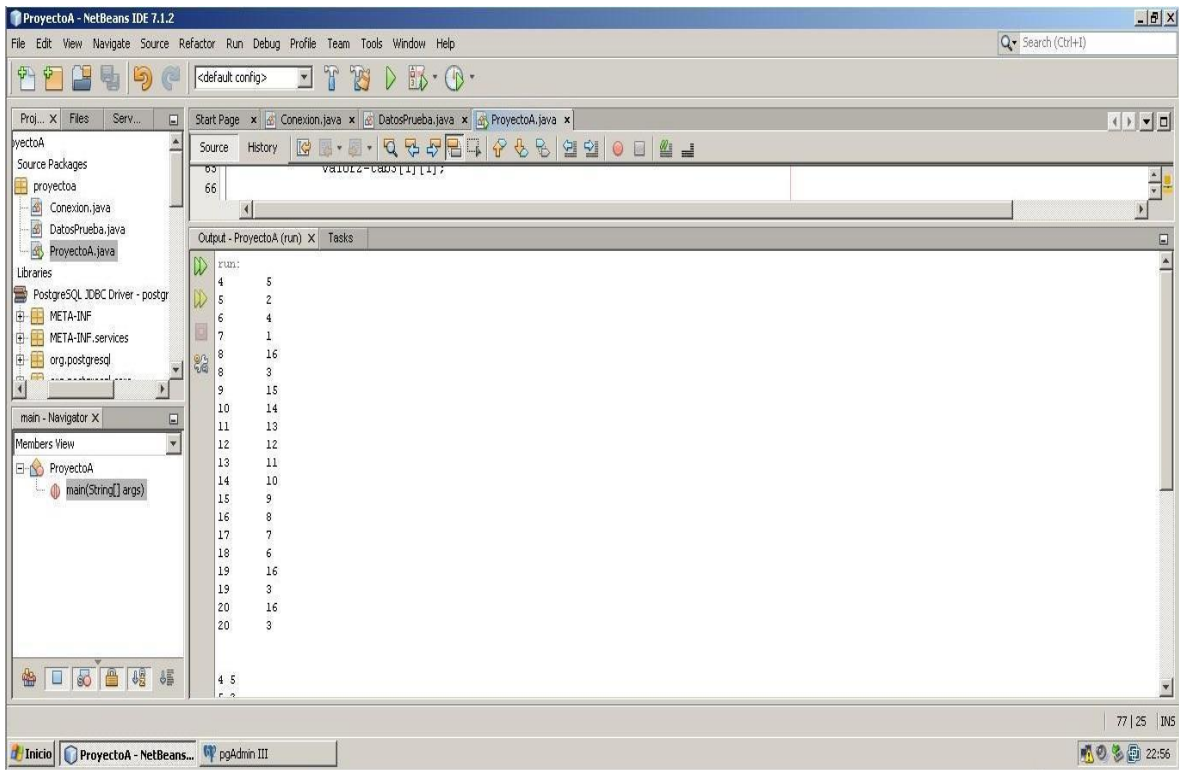 ProyectoA - NetBeans IDE 7.1.2
File Edit View Navigate Source Refactor Run Debug Profile Team Tools Window Help
Search (Ctrl+I)
<default config>
Proj... Files Serv...
Start Page Conexion.java DatosPrueba.java ProyectoA.java
Source History
yectoA
Source Packages
proyectoa
Conexion.java
DatosPrueba.java
ProyectoA.java
Libraries
PostgreSQL JDBC Driver - postgr
META-INF
META-INF.services
org.postgresql
66
Output - ProyectoA (run) Tasks
run:
4 5
5 2
6 4
7 1
8 16
8 3
9 15
10 14
11 13
12 12
13 11
14 10
15 9
16 8
17 7
18 6
19 16
19 3
20 16
20 3
4 5
main - Navigator
Members View
ProyectoA
main(String[] args)
77 | 25 INS
Inicio ProyectoA - NetBeans... pgAdmin III 22:56